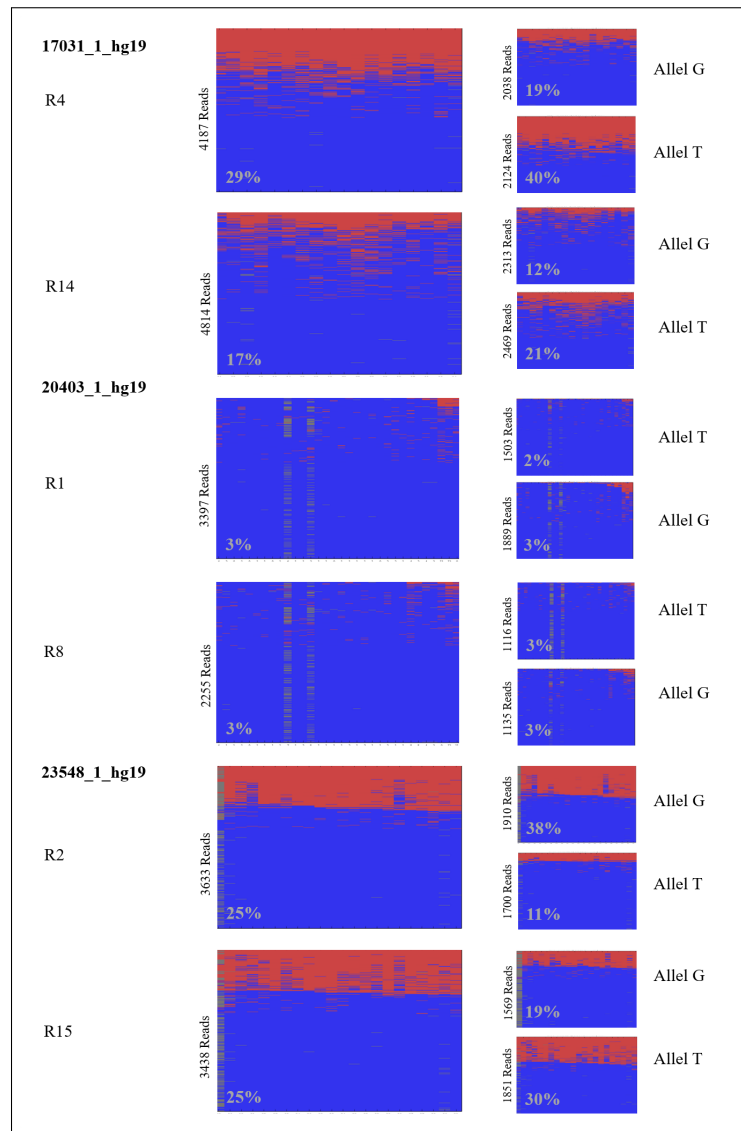 17031_1_hg19
R4
4187 Reads
29%
2038 Reads
19%
Allel G
2124 Reads
40%
Allel T
R14
4814 Reads
17%
2313 Reads
12%
Allel G
2469 Reads
21%
Allel T
20403_1_hg19
R1
3397 Reads
3%
1503 Reads
2%
Allel T
1889 Reads
3%
Allel G
R8
2255 Reads
3%
1116 Reads
3%
Allel T
1135 Reads
3%
Allel G
23548_1_hg19
R2
3633 Reads
25%
1910 Reads
38%
Allel G
1700 Reads
11%
Allel T
R15
3438 Reads
25%
1569 Reads
19%
Allel G
1851 Reads
30%
Allel T